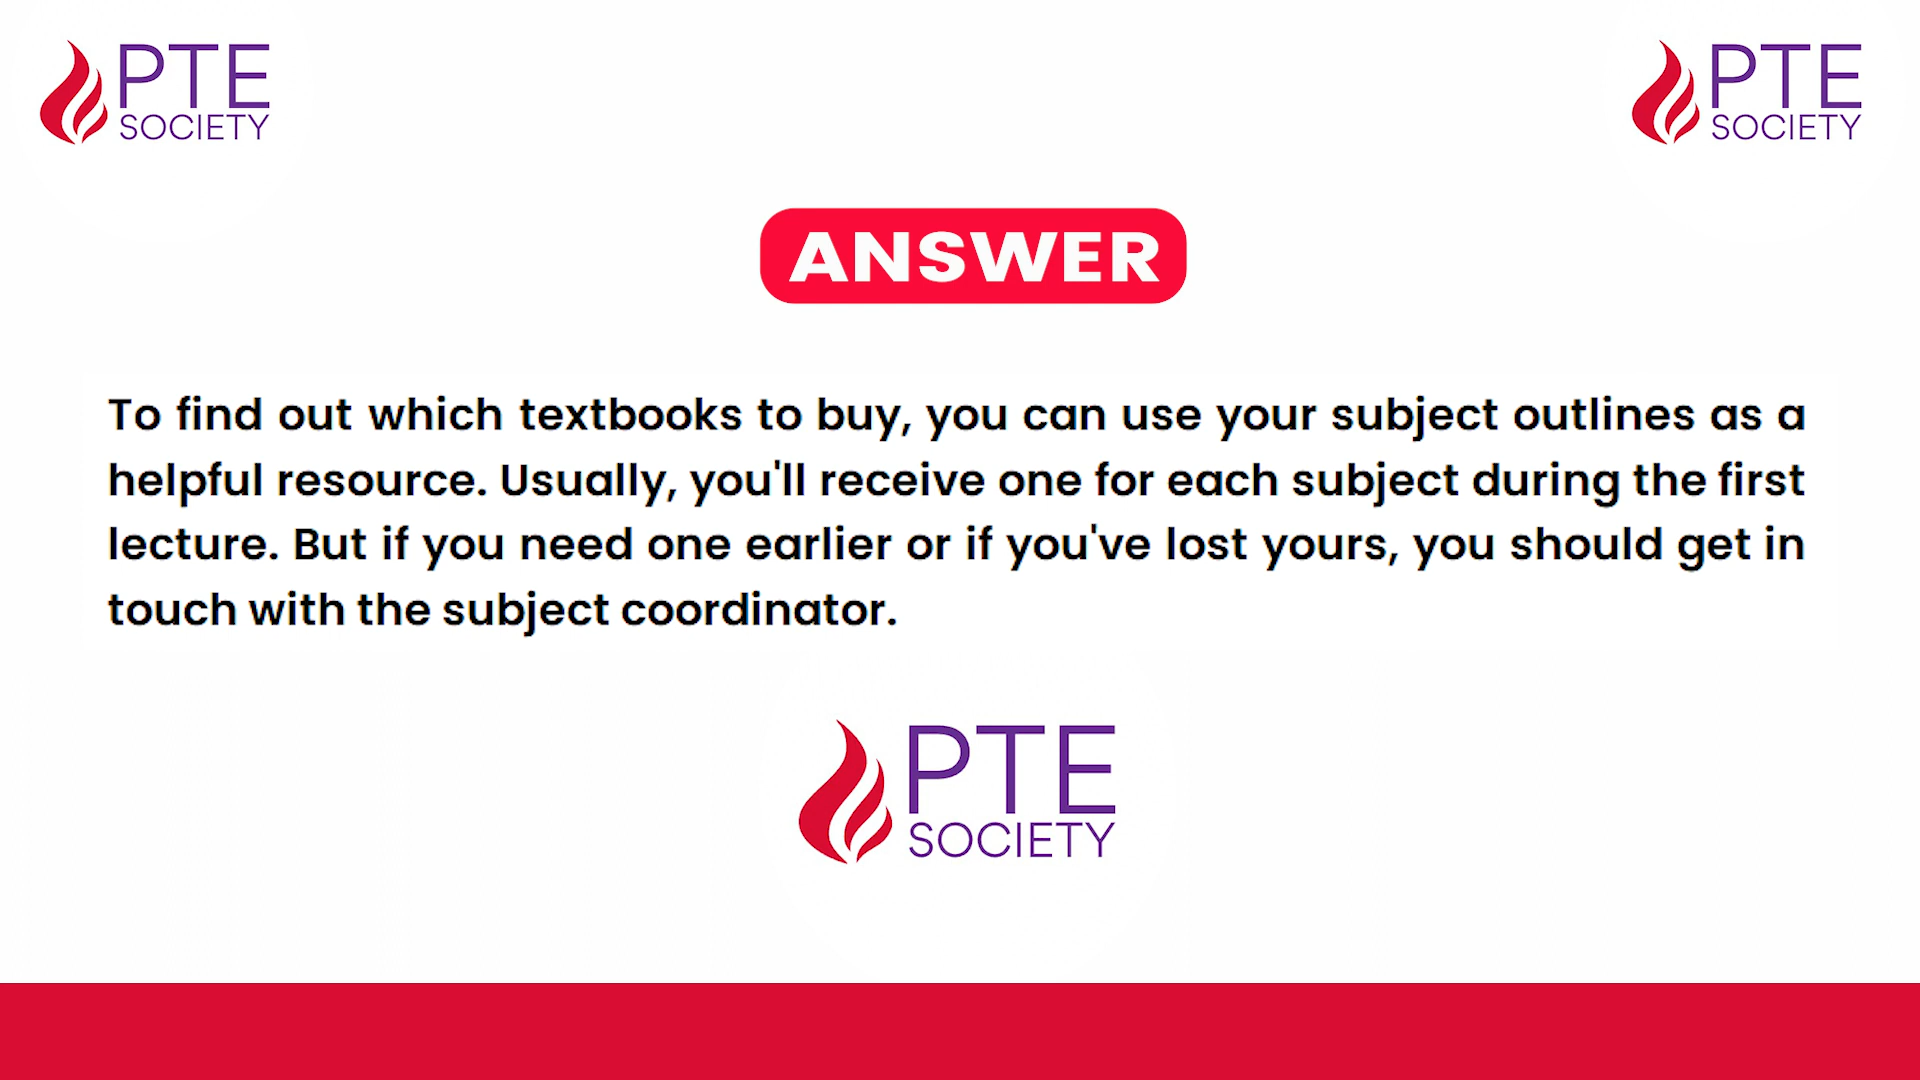 PTE
SOCIETY
PTE
SOCIETY
ANSWER
To find out which textbooks to buy, you can use your subject outlines as a
helpful resource. Usually, you'll receive one for each subject during the first
lecture. But if you need one earlier or if you've lost yours, you should get in
touch with the subject coordinator.
PTE
SOCIETY